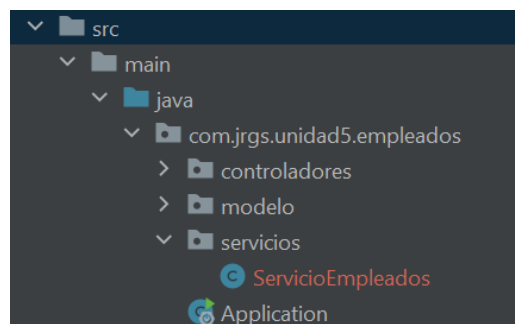 src
main
java
com.jrgs.unidad5.empleados
controladores
modelo
servicios
ServicioEmpleados
Application